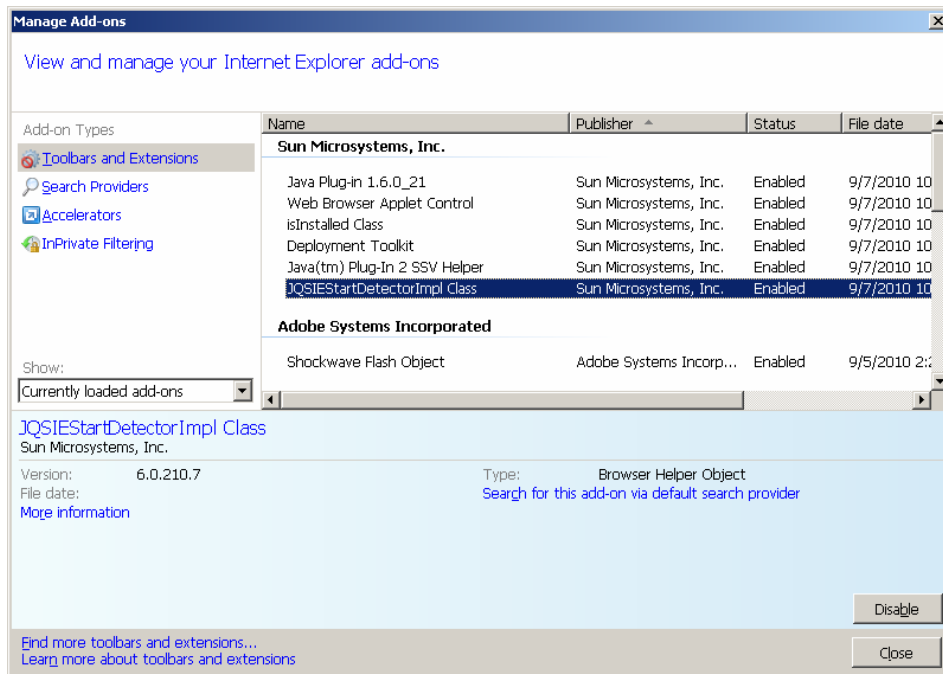 Manage Add-ons
View and manage your Internet Explorer add-ons
Add-on Types
Toolbars and Extensions
Search Providers
Accelerators
InPrivate Filtering
Show:
Currently loaded add-ons
Name Publisher Status File date
Sun Microsystems, Inc.
Java Plug-in 1.6.0_21 Sun Microsystems, Inc. Enabled 9/7/2010 10
Web Browser Applet Control Sun Microsystems, Inc. Enabled 9/7/2010 10
isInstalled Class Sun Microsystems, Inc. Enabled 9/7/2010 10
Deployment Toolkit Sun Microsystems, Inc. Enabled 9/7/2010 10
Java(tm) Plug-In 2 SSV Helper Sun Microsystems, Inc. Enabled 9/7/2010 10
JQSIEStartDetectorImpl Class Sun Microsystems, Inc. Enabled 9/7/2010 10
Adobe Systems Incorporated
Shockwave Flash Object Adobe Systems Incorp... Enabled 9/5/2010 2:2
JQSIEStartDetectorImpl Class
Sun Microsystems, Inc.
Version: 6.0.210.7 Type: Browser Helper Object
File date: Search for this add-on via default search provider
More information
Disable
Find more toolbars and extensions...
Learn more about toolbars and extensions
Close